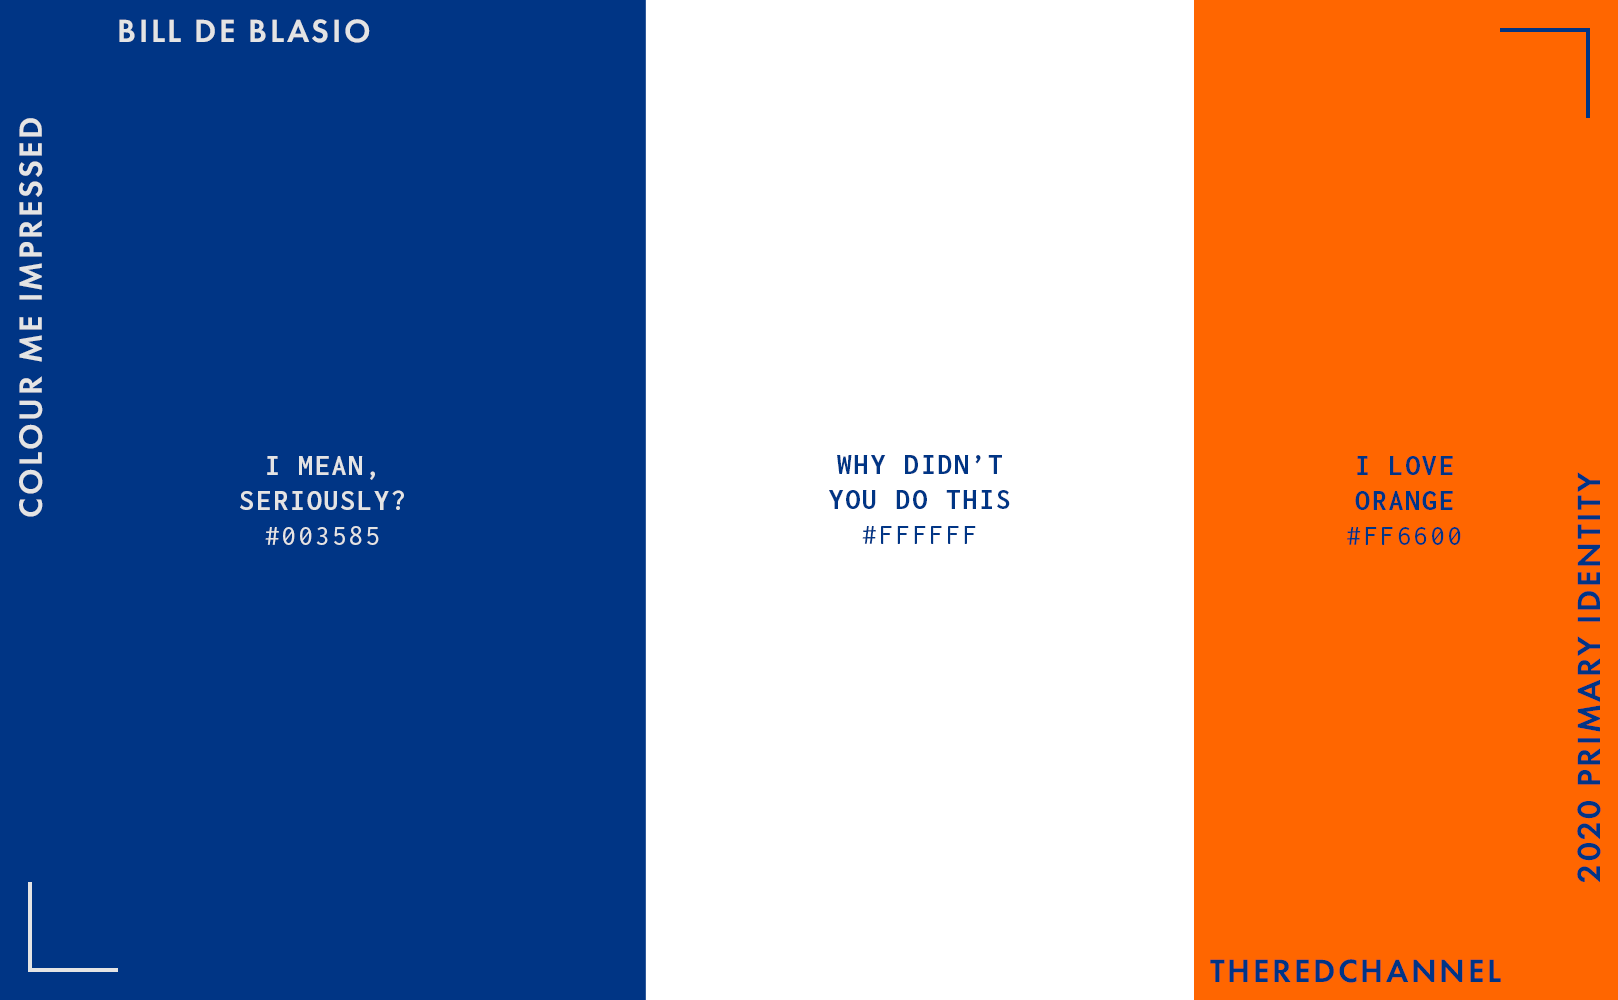 BILL DE BLASIO
COLOUR ME IMPRESSED
I MEAN,
SERIOUSLY?
#003585
WHY DIDN’T
YOU DO THIS
#FFFFFF
I LOVE
ORANGE
#FF6600
2020 PRIMARY IDENTITY
THEREDCHANNEL